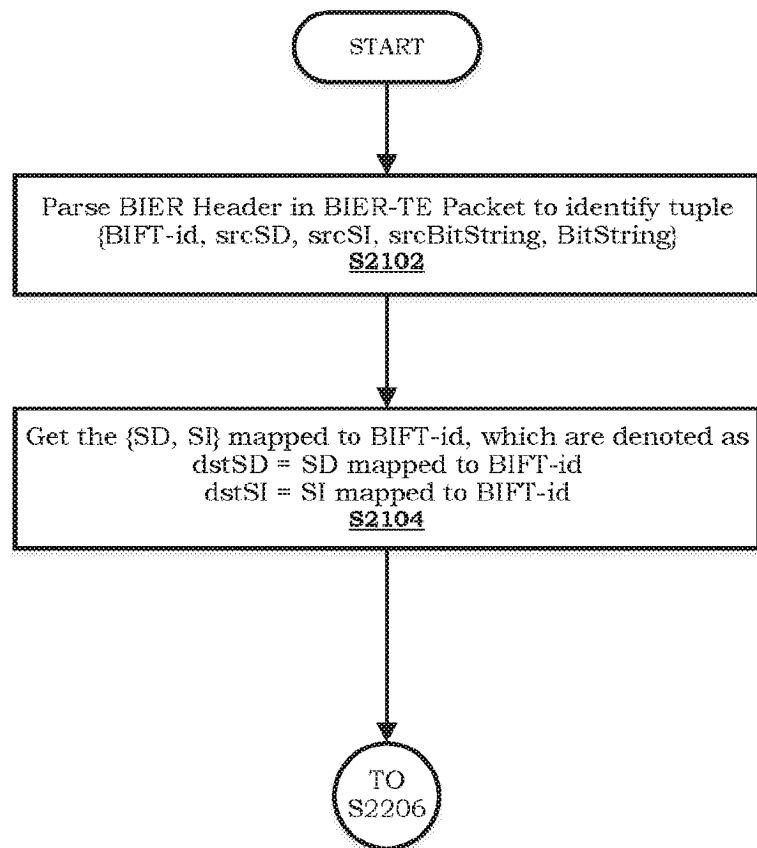 START
Parse BIER Header in BIER-TE Packet to identify tuple
{BIFT-id, srcSD, srcSI, srcBitString, BitString}
S2102
Get the {SD, SI} mapped to BIFT-id, which are denoted as
dstSD = SD mapped to BIFT-id
dstSI = SI mapped to BIFT-id
S2104
TO
S2206